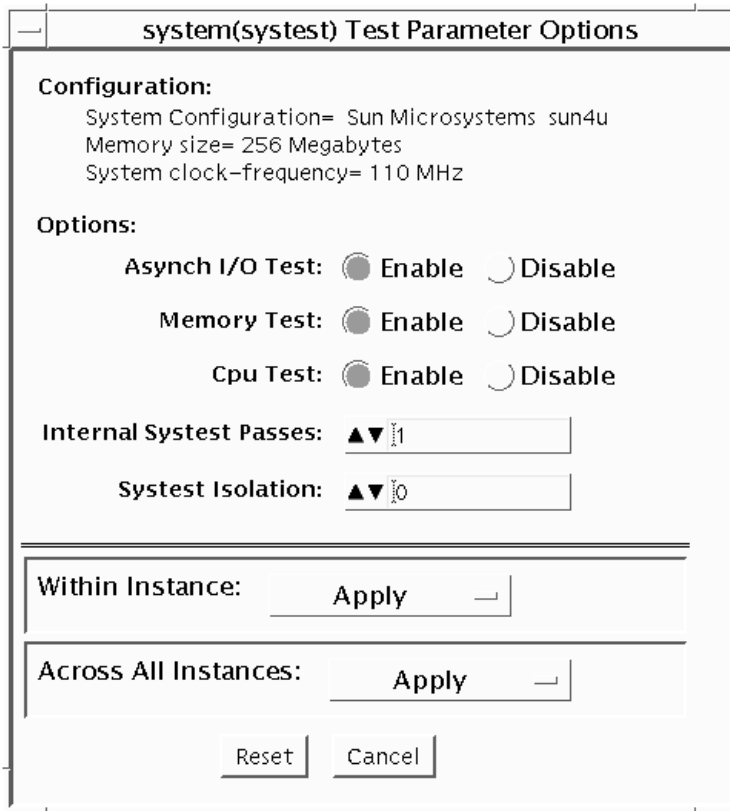 system(systest) Test Parameter Options
Configuration:
System Configuration= Sun Microsystems sun4u
Memory size= 256 Megabytes
System clock-frequency= 110 MHz
Options:
Asynch I/O Test: Enable Disable
Memory Test: Enable Disable
Cpu Test: Enable Disable
Internal Systest Passes: 1
Systest Isolation: 0
Within Instance: Apply
Across All Instances: Apply
Reset Cancel